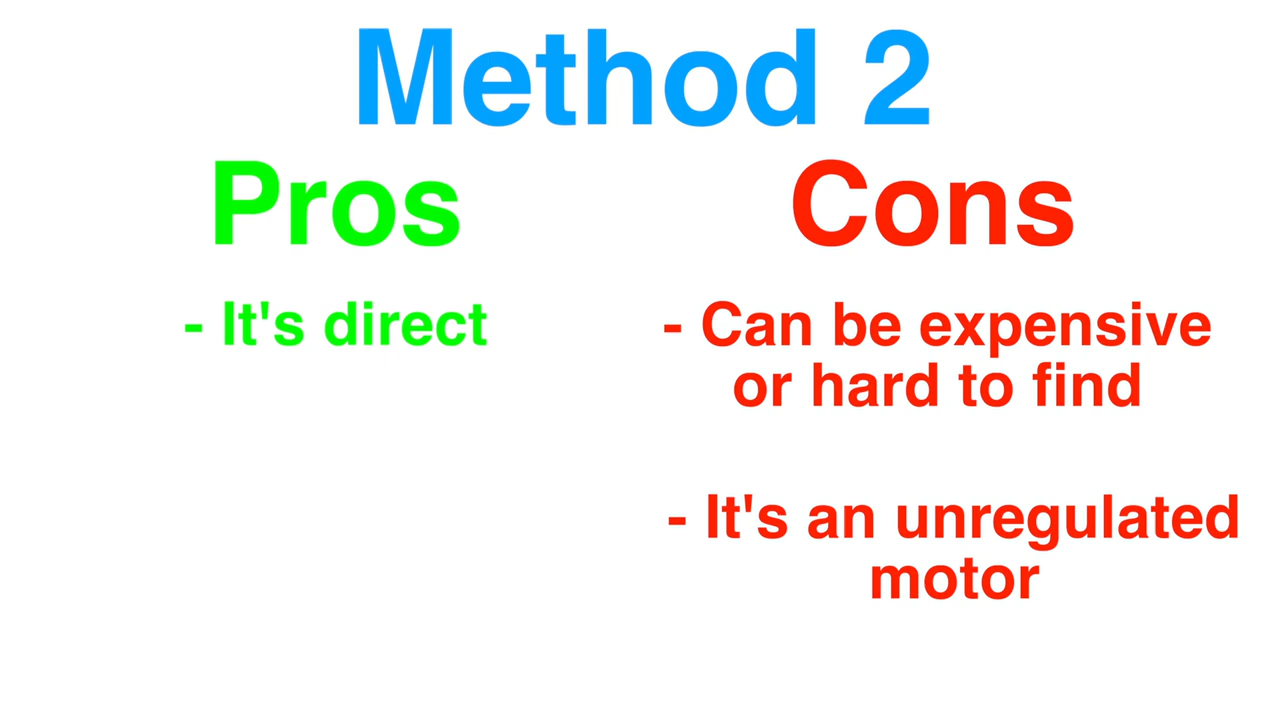 Method 2
Pros
Cons
- It's direct
- Can be expensive
or hard to find
- It's an unregulated
motor